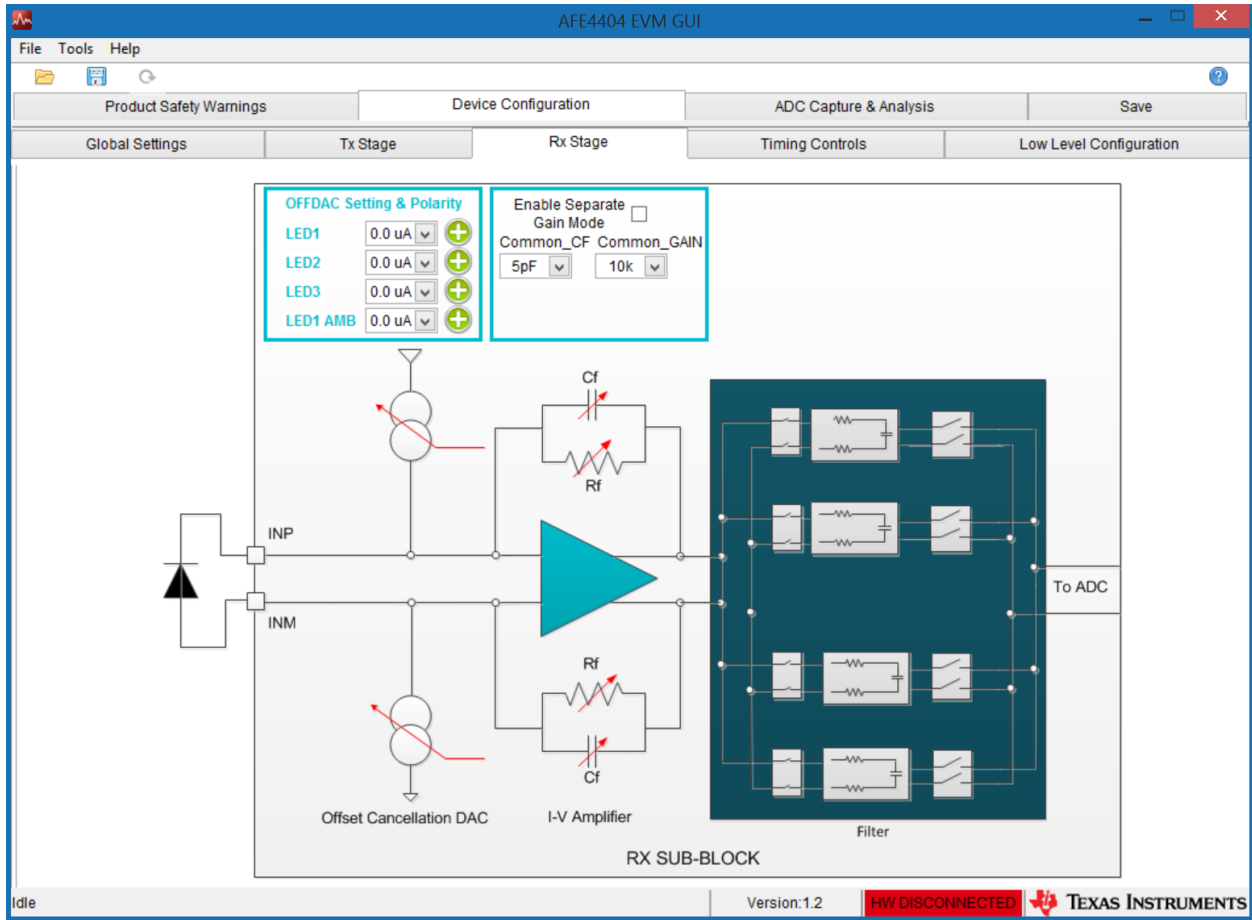 AFE4404 EVM GUI
File Tools Help
Product Safety Warnings Device Configuration ADC Capture & Analysis Save
Global Settings Tx Stage Rx Stage Timing Controls Low Level Configuration
OFFDAC Setting & Polarity
LED1 0.0 uA
LED2 0.0 uA
LED3 0.0 uA
LED1 AMB 0.0 uA
Enable Separate
Gain Mode
Common_CF Common_GAIN
5pF 10k
Cf
Rf
INP
INM
To ADC
Rf
Cf
Offset Cancellation DAC I-V Amplifier
Filter
RX SUB-BLOCK
Idle Version:1.2 HW DISCONNECTED TEXAS INSTRUMENTS